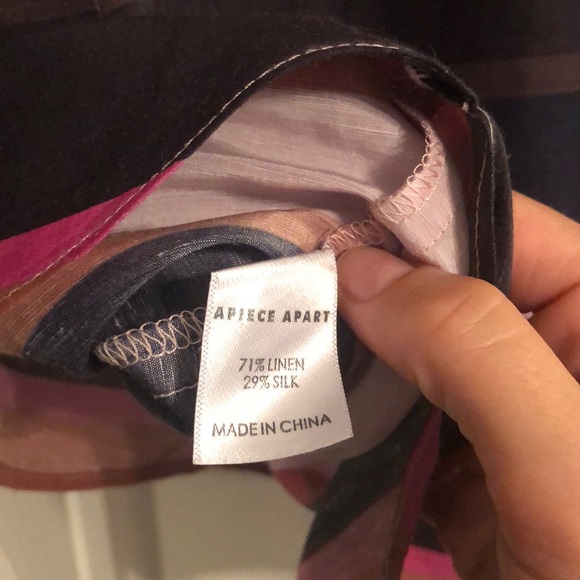 APIECE APART
71% LINEN
29% SILK
MADE IN CHINA